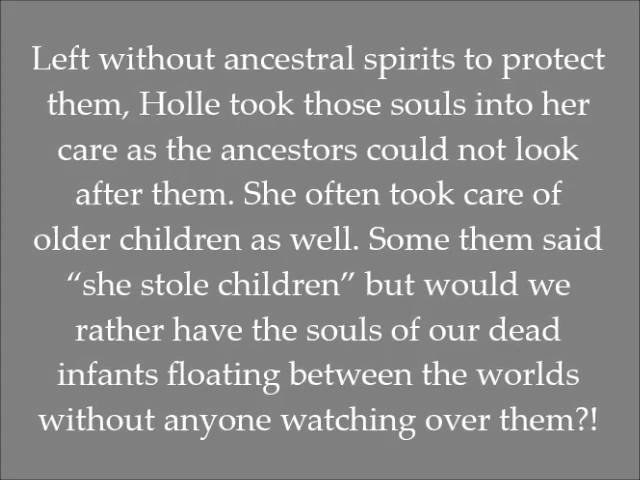 Left without ancestral spirits to protect
them, Holle took those souls into her
care as the ancestors could not look
after them. She often took care of
older children as well. Some them said
“she stole children” but would we
rather have the souls of our dead
infants floating between the worlds
without anyone watching over them?!